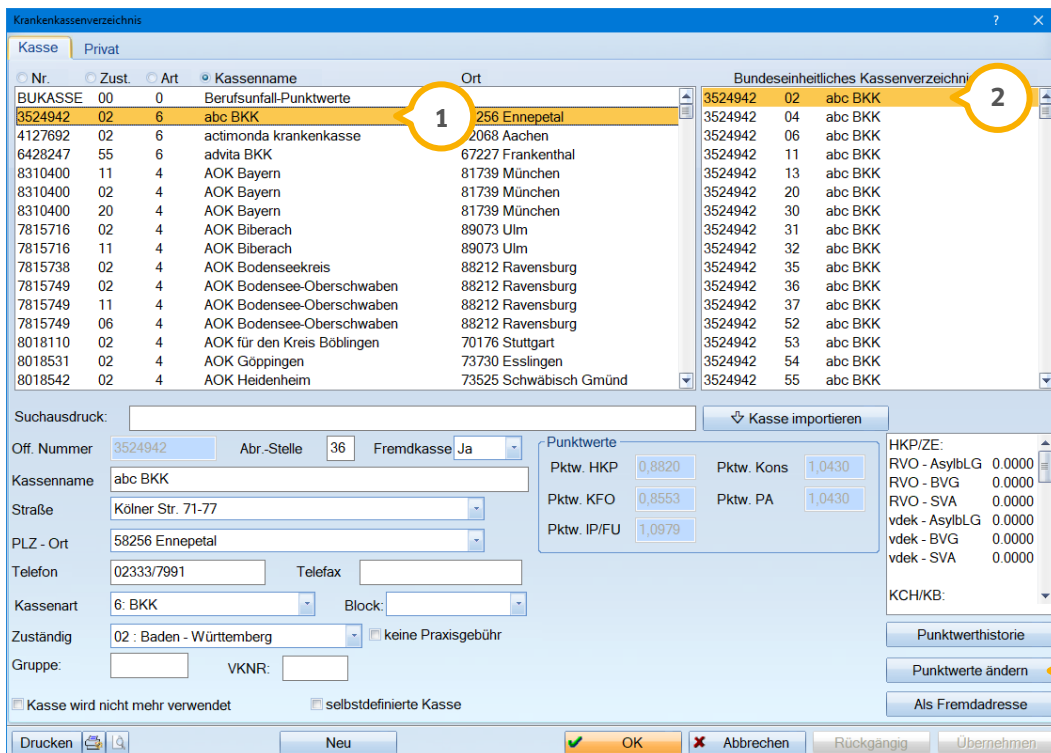 Krankenkassenverzeichnis
Kasse Privat
Nr. Zust. Art Kassenname Ort
BUKASSE 00 0 Berufsunfall-Punktwerte
3524942 02 6 abc BKK 256 Ennepetal
4127692 02 6 actimonda krankenkasse 2068 Aachen
6428247 55 6 advita BKK 67227 Frankenthal
8310400 11 4 AOK Bayern 81739 München
8310400 02 4 AOK Bayern 81739 München
8310400 20 4 AOK Bayern 81739 München
7815716 02 4 AOK Biberach 89073 Ulm
7815716 11 4 AOK Biberach 89073 Ulm
7815738 02 4 AOK Bodenseekreis 88212 Ravensburg
7815749 02 4 AOK Bodensee-Oberschwaben 88212 Ravensburg
7815749 11 4 AOK Bodensee-Oberschwaben 88212 Ravensburg
7815749 06 4 AOK Bodensee-Oberschwaben 88212 Ravensburg
8018110 02 4 AOK für den Kreis Böblingen 70176 Stuttgart
8018531 02 4 AOK Göppingen 73730 Esslingen
8018542 02 4 AOK Heidenheim 73525 Schwäbisch Gmünd
1
Bundeseinheitliches Kassenverzeichni
3524942 02 abc BKK
3524942 04 abc BKK
3524942 06 abc BKK
3524942 11 abc BKK
3524942 13 abc BKK
3524942 20 abc BKK
3524942 30 abc BKK
3524942 31 abc BKK
3524942 32 abc BKK
3524942 35 abc BKK
3524942 36 abc BKK
3524942 37 abc BKK
3524942 52 abc BKK
3524942 53 abc BKK
3524942 54 abc BKK
3524942 55 abc BKK
2
Suchausdruck: Kasse importieren
Off. Nummer 3524942 Abr.-Stelle 36 Fremdkasse Ja
Kassenname abc BKK
Straße Kölner Str. 71-77
PLZ - Ort 58256 Ennepetal
Telefon 02333/7991 Telefax
Kassenart 6: BKK Block:
Zuständig 02 : Baden - Württemberg keine Praxisgebühr
Gruppe: VKNR:
Kasse wird nicht mehr verwendet selbstdefinierte Kasse
Punktwerte
Pktw. HKP 0,8820 Pktw. Kons 1,0430
Pktw. KFO 0,8553 Pktw. PA 1,0430
Pktw. IP/FU 1,0979
HKP/ZE:
RVO - AsylbLG 0.0000
RVO - BVG 0.0000
RVO - SVA 0.0000
vdek - AsylbLG 0.0000
vdek - BVG 0.0000
vdek - SVA 0.0000
KCH/KB:
Punktwerthistorie
Punktwerte ändern
Als Fremdadresse
Drucken Neu OK Abbrechen Rückgängig Übernehmen